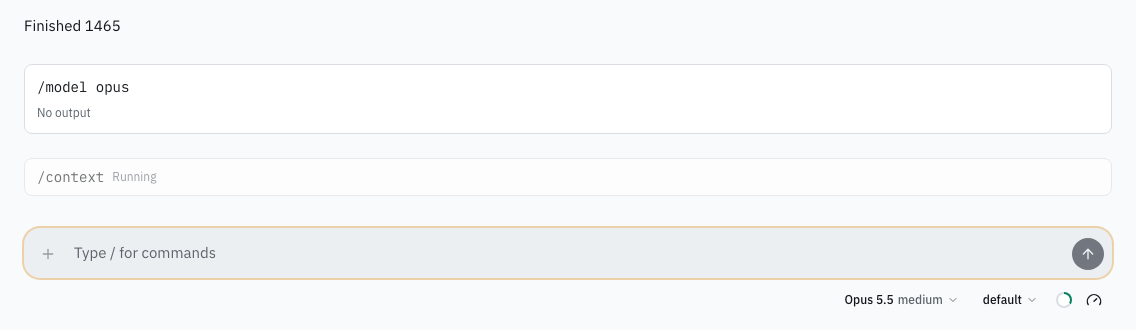 Finished 1465
/model opus
No output
/context Running
Type / for commands
Opus 5.5 medium default